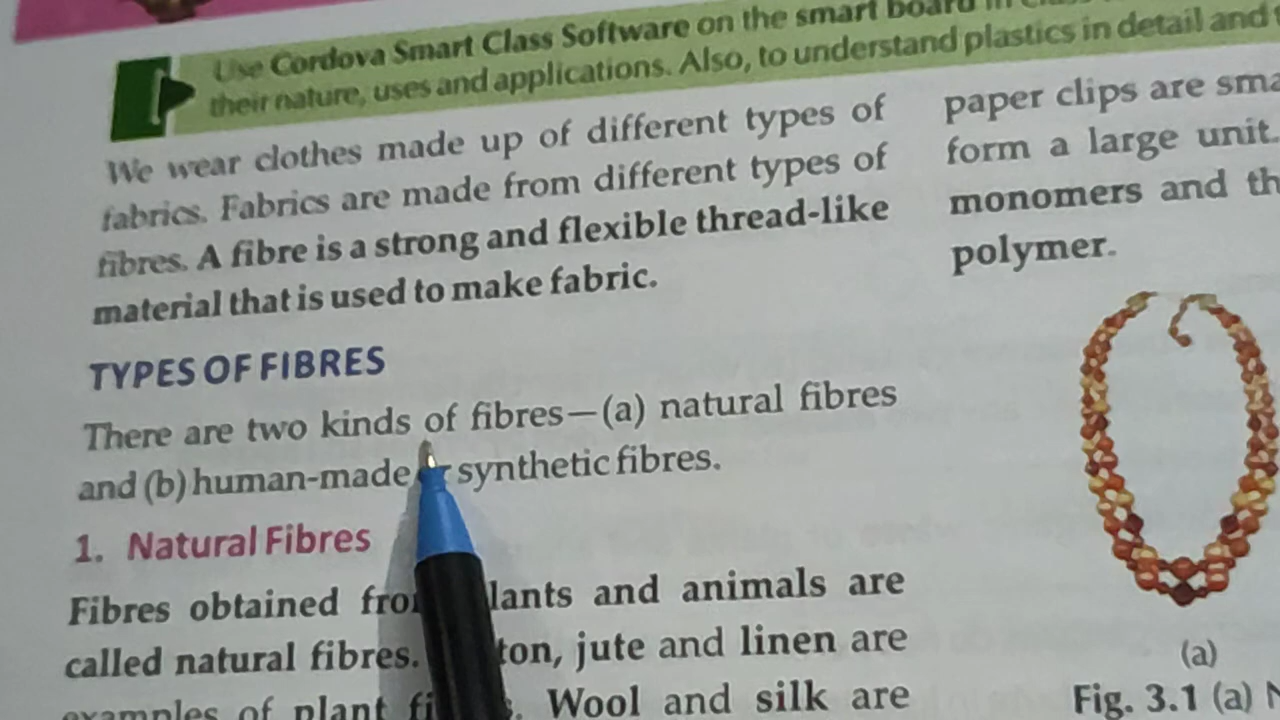 Use Cordova Smart Class Software on the smart board in
their nature, uses and applications. Also, to understand plastics in detail and
We wear clothes made up of different types of
fabrics. Fabrics are made from different types of
fibres. A fibre is a strong and flexible thread-like
material that is used to make fabric.
TYPES OF FIBRES
There are two kinds of fibres—(a) natural fibres
and (b) human-made synthetic fibres.
1. Natural Fibres
Fibres obtained and animals are
called natural fibres. jute and linen are
examples of plant Wool and silk are
paper clips are
form a large unit.
monomers and
polymer.
(a)
Fig. 3.1 (a)